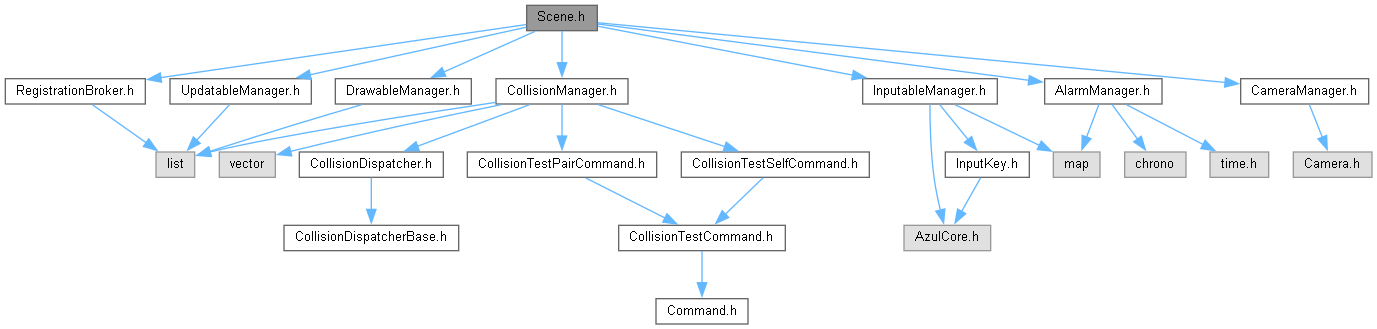 Scene.h
RegistrationBroker.h
UpdatableManager.h
DrawableManager.h
CollisionManager.h
InputableManager.h
AlarmManager.h
CameraManager.h
list
vector
CollisionDispatcher.h
CollisionTestPairCommand.h
CollisionTestSelfCommand.h
InputKey.h
map
chrono
time.h
Camera.h
CollisionDispatcherBase.h
CollisionTestCommand.h
AzulCore.h
Command.h